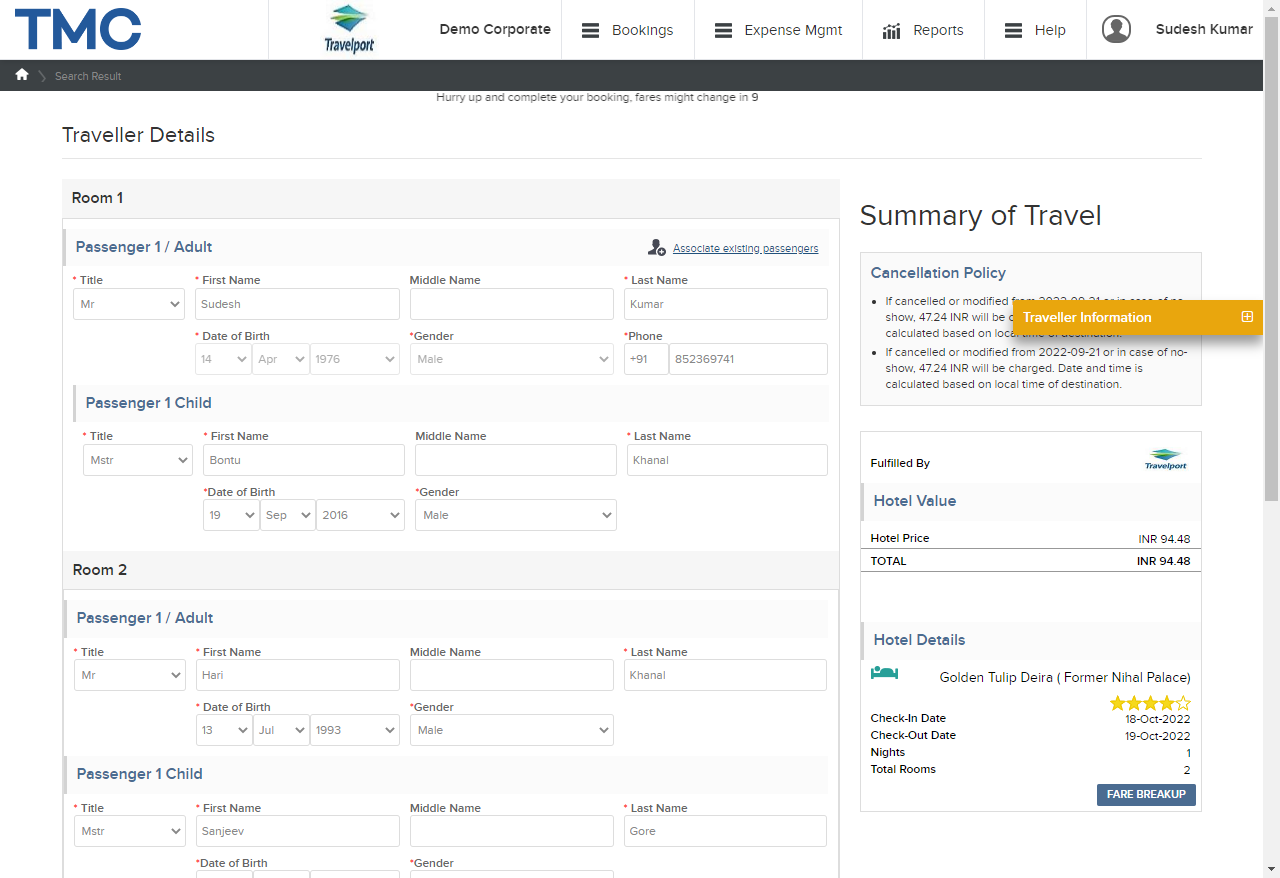 TMC
Travelport
Demo Corporate
Bookings
Expense Mgmt
Reports
Help
Sudesh Kumar
Search Result
Hurry up and complete your booking, fares might change in 9
Traveller Details
Room 1
Passenger 1 / Adult
Associate existing passengers
* Title * First Name Middle Name * Last Name
Mr Sudesh Kumar
* Date of Birth *Gender *Phone
14 Apr 1976 Male +91 852369741
Passenger 1 Child
* Title * First Name Middle Name * Last Name
Mstr Bontu Khanal
*Date of Birth *Gender
19 Sep 2016 Male
Room 2
Passenger 1 / Adult
* Title * First Name Middle Name * Last Name
Mr Hari Khanal
* Date of Birth *Gender
13 Jul 1993 Male
Passenger 1 Child
* Title * First Name Middle Name * Last Name
Mstr Sanjeev Gore
*Date of Birth *Gender
Summary of Travel
Cancellation Policy
If cancelled or modified from 2022-09-21 or in case of no-
show, 47.24 INR will be
calculated based on local time of destination.
Traveller Information
If cancelled or modified from 2022-09-21 or in case of no-
show, 47.24 INR will be charged. Date and time is
calculated based on local time of destination.
Fulfilled By
Travelport
Hotel Value
Hotel Price INR 94.48
TOTAL INR 94.48
Hotel Details
Golden Tulip Deira ( Former Nihal Palace)
Check-In Date 18-Oct-2022
Check-Out Date 19-Oct-2022
Nights 1
Total Rooms 2
FARE BREAKUP